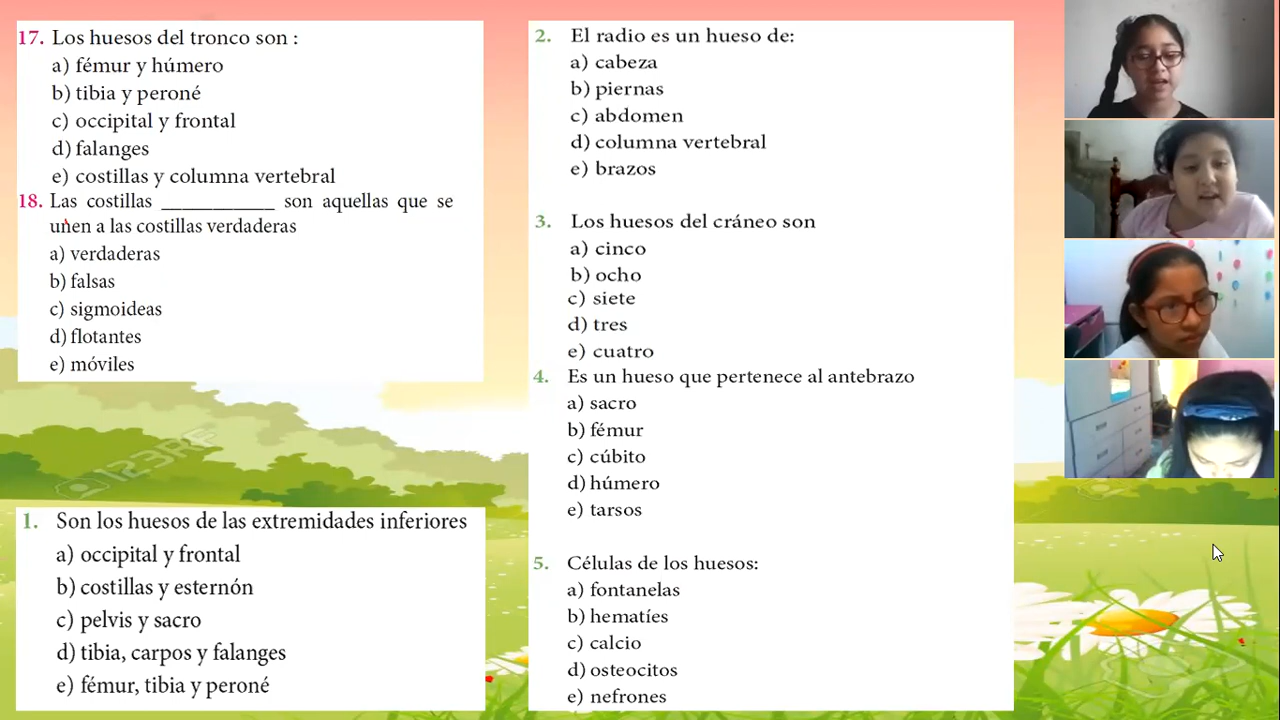 17. Los huesos del tronco son :
a) fémur y húmero
b) tibia y peroné
c) occipital y frontal
d) falanges
e) costillas y columna vertebral
18. Las costillas ___________ son aquellas que se
unen a las costillas verdaderas
a) verdaderas
b) falsas
c) sigmoideas
d) flotantes
e) móviles
1. Son los huesos de las extremidades inferiores
a) occipital y frontal
b) costillas y esternón
c) pelvis y sacro
d) tibia, carpos y falanges
e) fémur, tibia y peroné
2. El radio es un hueso de:
a) cabeza
b) piernas
c) abdomen
d) columna vertebral
e) brazos
3. Los huesos del cráneo son
a) cinco
b) ocho
c) siete
d) tres
e) cuatro
4. Es un hueso que pertenece al antebrazo
a) sacro
b) fémur
c) cúbito
d) húmero
e) tarsos
5. Células de los huesos:
a) fontanelas
b) hematíes
c) calcio
d) osteocitos
e) nefrones
123RF